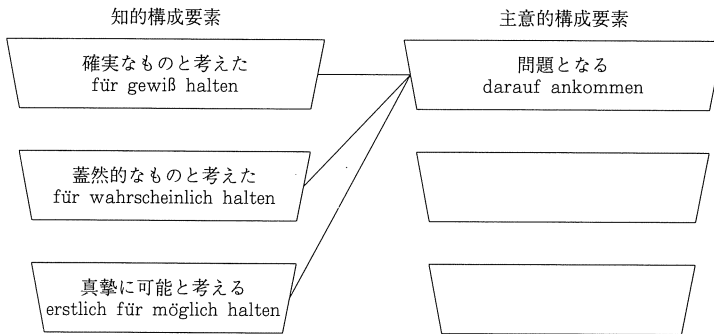 知的構成要素
主意的構成要素
確実なものと考えた
für gewiß halten
問題となる
darauf ankommen
蓋然的なものと考えた
für wahrscheinlich halten
真摯に可能と考える
erstlich für möglich halten